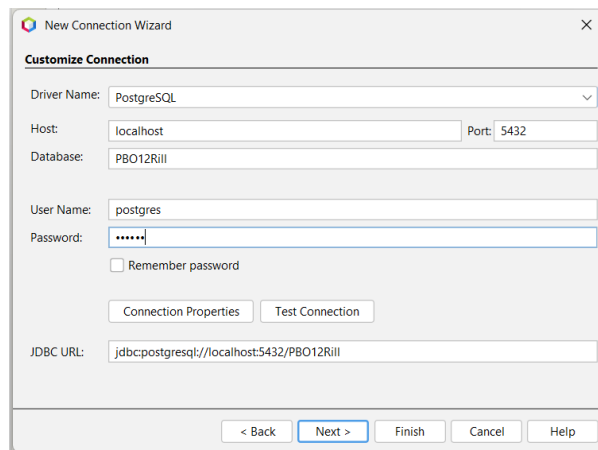 New Connection Wizard
Customize Connection
Driver Name: PostgreSQL
Host: localhost Port: 5432
Database: PBO12Rill
User Name: postgres
Password: ••••••
Remember password
Connection Properties Test Connection
JDBC URL: jdbc:postgresql://localhost:5432/PBO12Rill
< Back Next > Finish Cancel Help